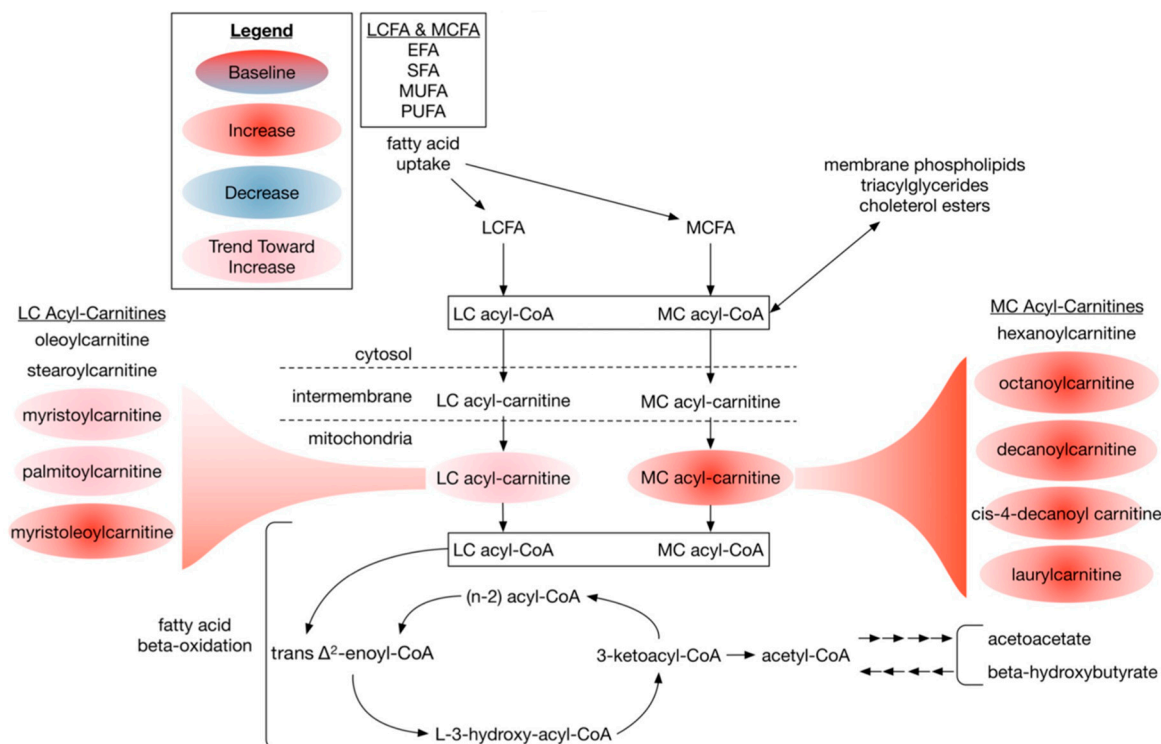 Legend
Baseline
Increase
Decrease
Trend Toward
Increase
LCFA & MCFA
EFA
SFA
MUFA
PUFA
fatty acid
uptake
LCFA
MCFA
membrane phospholipids
triacylglycerides
choleterol esters
LC acyl-CoA
MC acyl-CoA
cytosol
intermembrane
LC acyl-carnitine
MC acyl-carnitine
mitochondria
LC acyl-carnitine
MC acyl-carnitine
LC acyl-CoA
MC acyl-CoA
LC Acyl-Carnitines
oleoylcarnitine
stearoylcarnitine
myristoylcarnitine
palmitoylcarnitine
myristoleoylcarnitine
MC Acyl-Carnitines
hexanoylcarnitine
octanoylcarnitine
decanoylcarnitine
cis-4-decanoyl carnitine
laurylcarnitine
fatty acid
beta-oxidation
(n-2) acyl-CoA
trans Δ²-enoyl-CoA
3-ketoacyl-CoA
acetyl-CoA
L-3-hydroxy-acyl-CoA
acetoacetate
beta-hydroxybutyrate